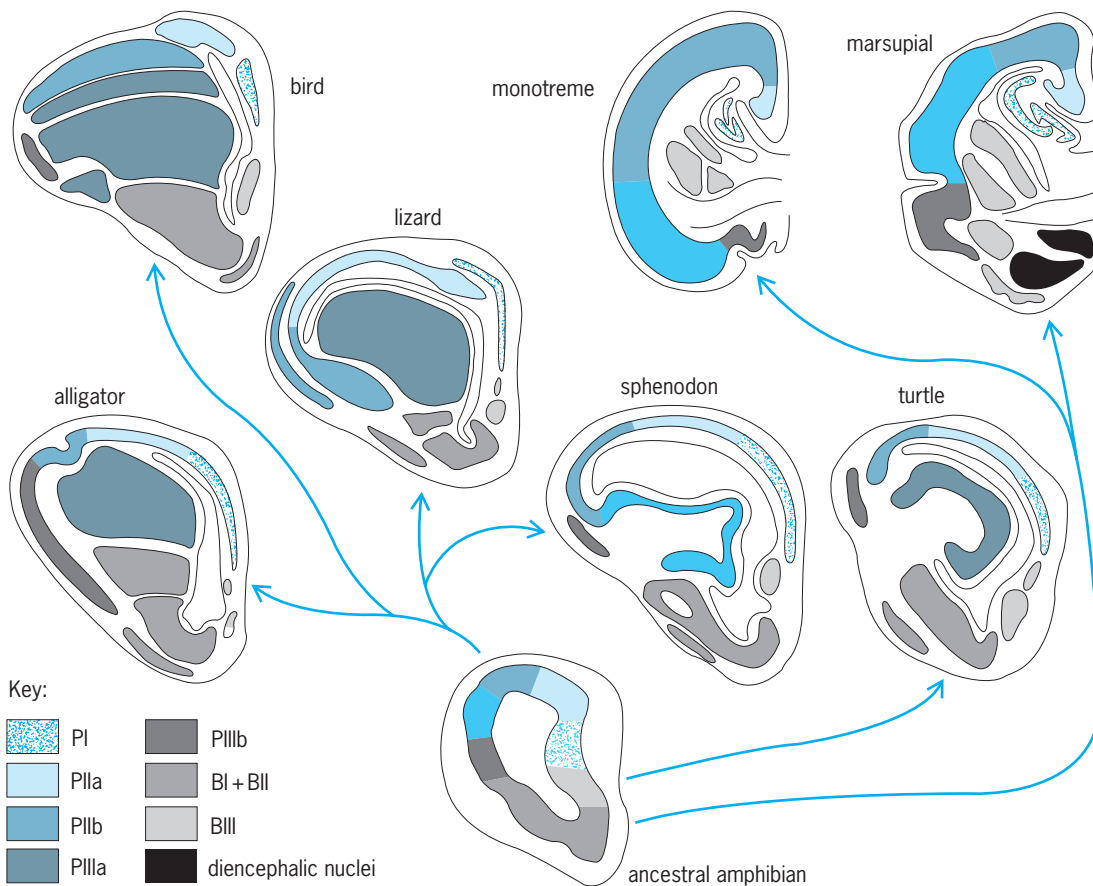 bird
monotreme
marsupial
lizard
alligator
sphenodon
turtle
Key:
PI
PIIa
PIIb
PIIIa
PIIIb
BI + BII
BIII
diencephalic nuclei
ancestral amphibian